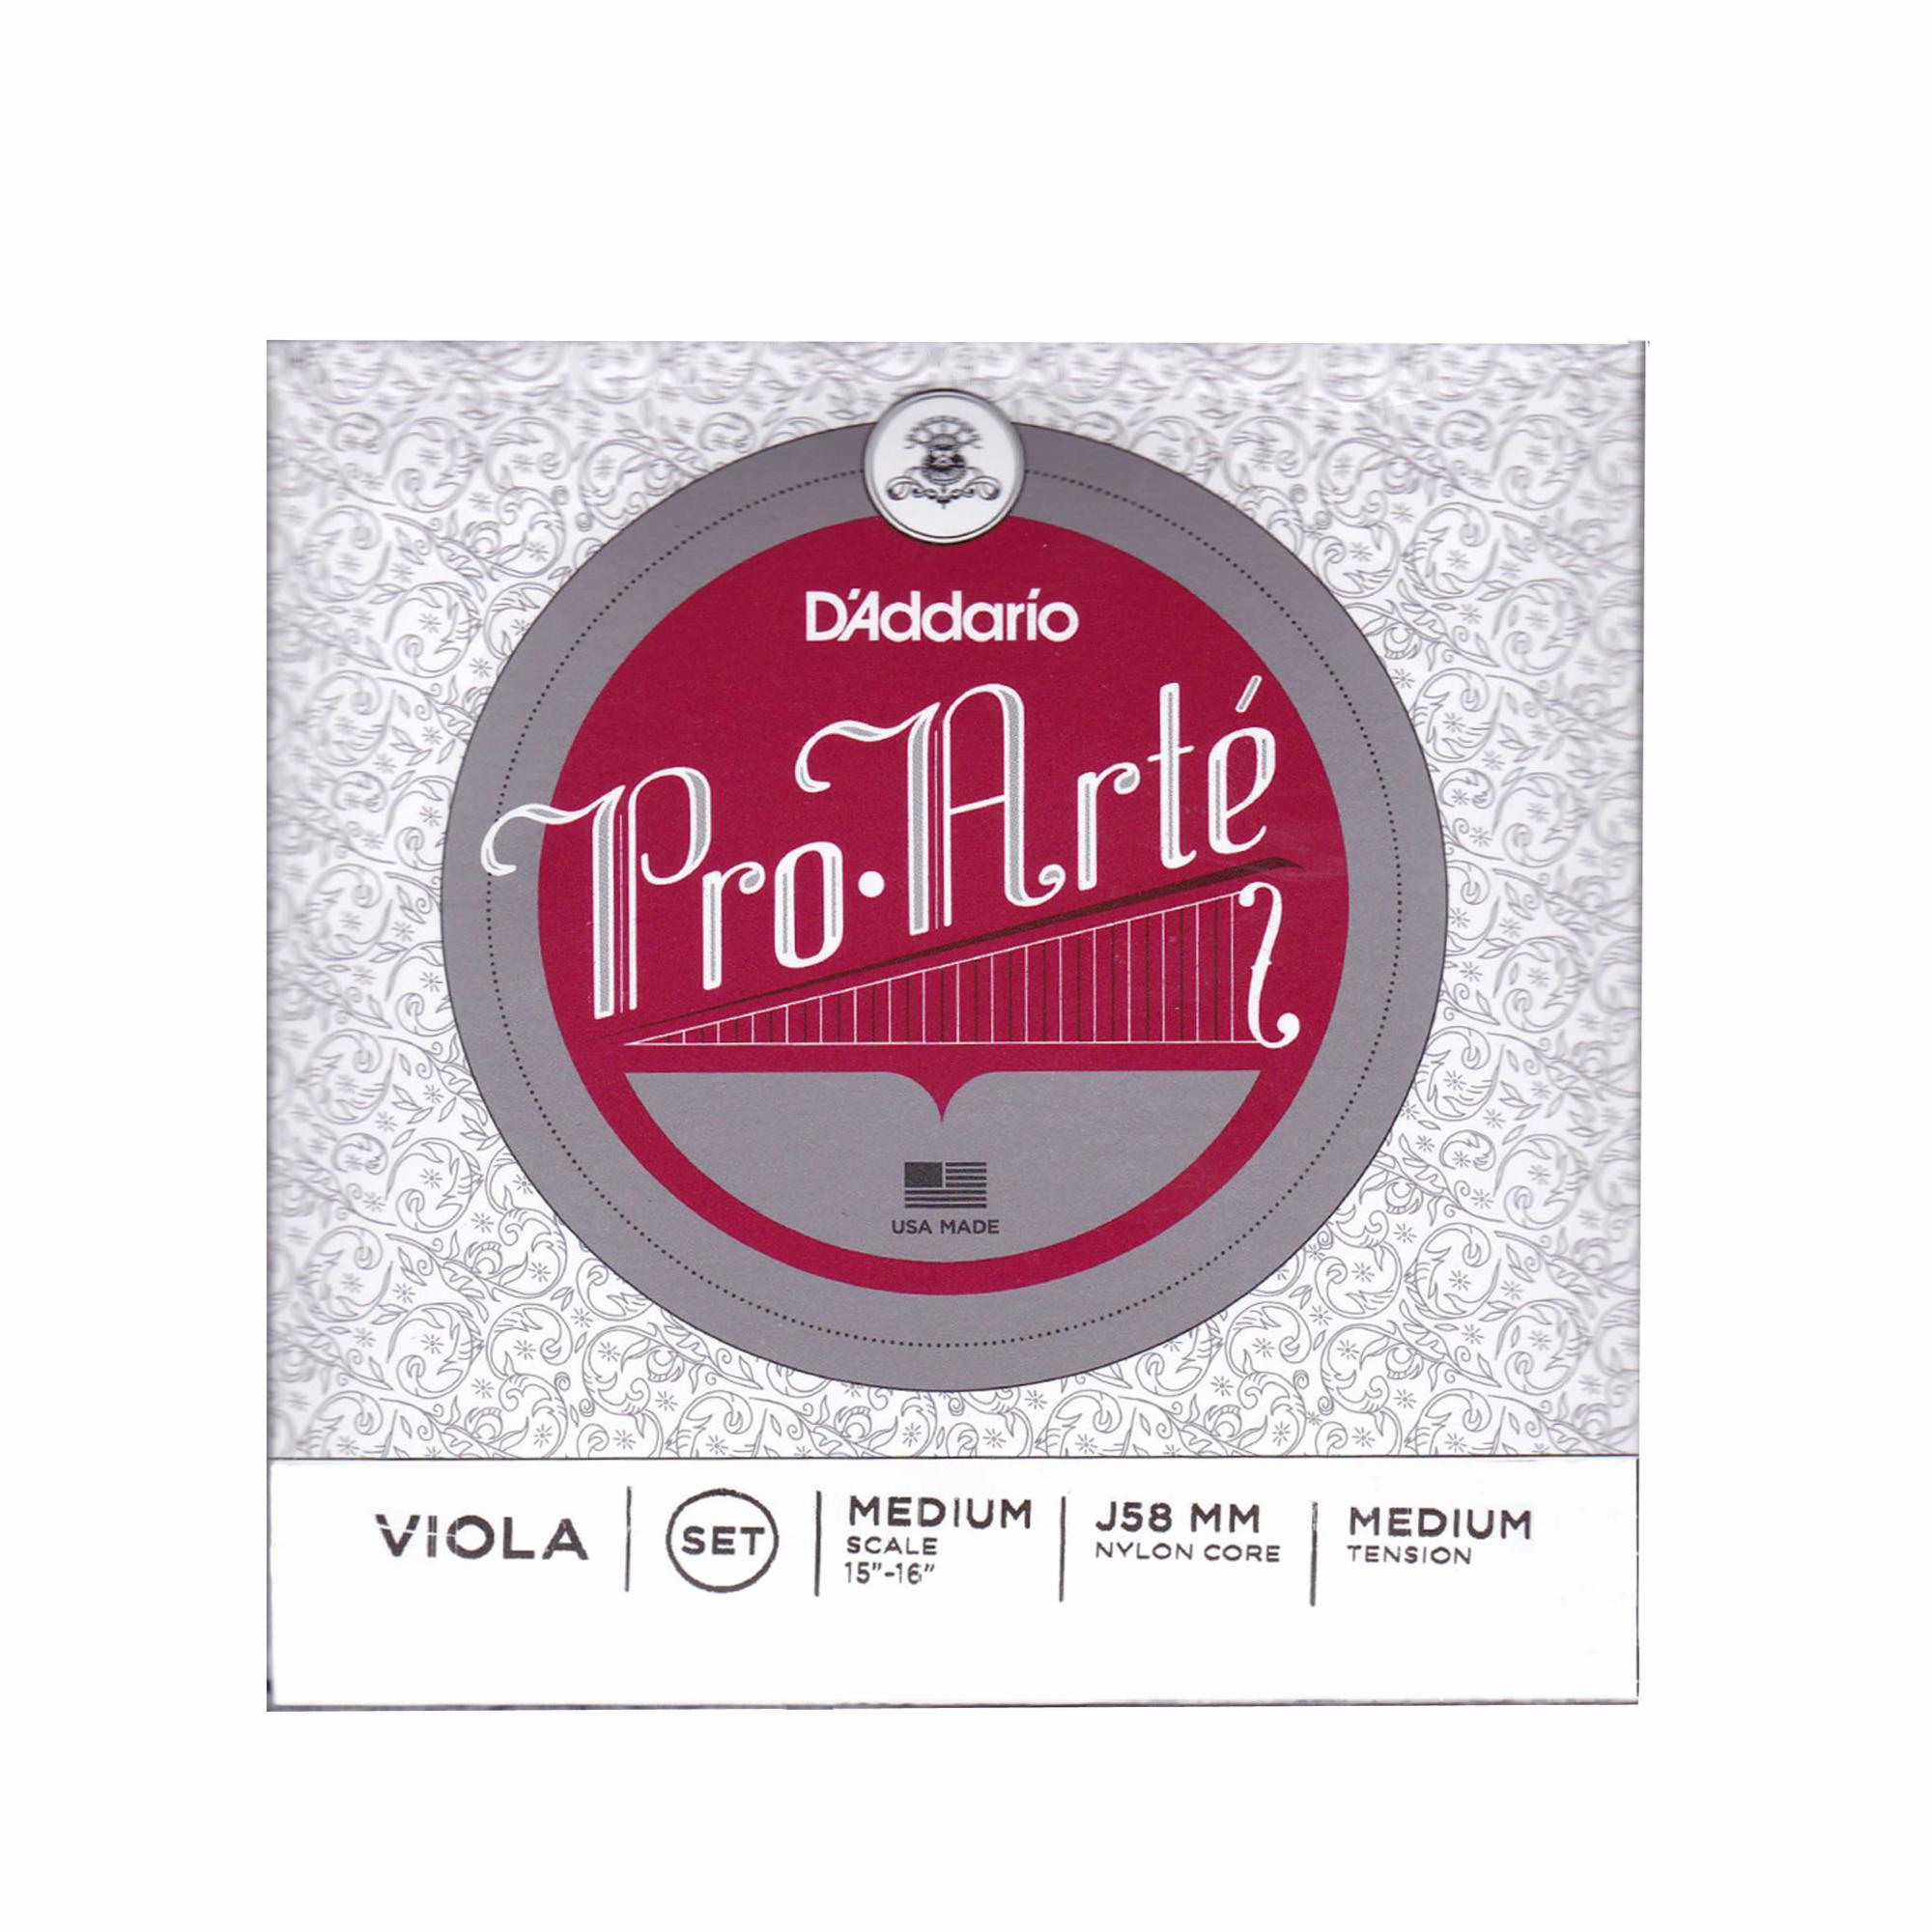 D'Addario
Pro·Arté
USA MADE
VIOLA
SET
MEDIUM
SCALE
15"-16"
J58 MM
NYLON CORE
MEDIUM
TENSION